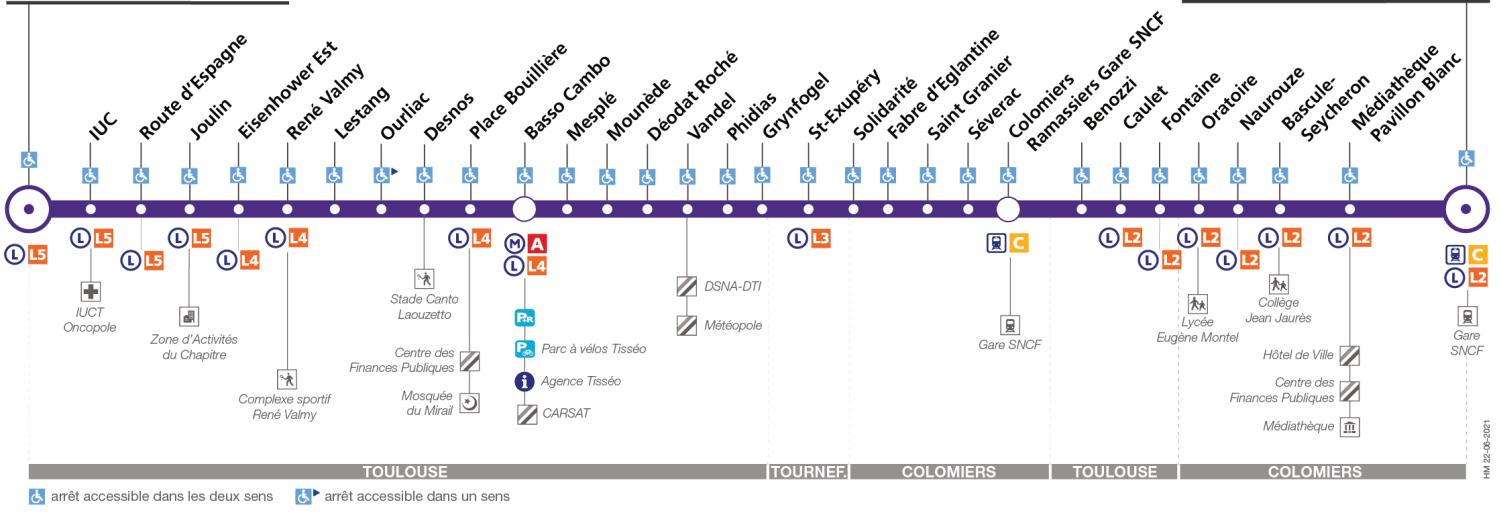 IUC
Route d'Espagne
Joulin
Eisenhower Est
René Valmy
Lestang
Ourliac
Desnos
Place Bouillière
Basso Cambo
Mesplé
Mounède
Déodat Roché
Vandel
Phidias
Grynfogel
St-Exupéry
Solidarité
Fabre d'Eglantine
Saint Granier
Séverac
Colomiers
Ramassiers Gare SNCF
Benozzi
Caulet
Fontaine
Oratoire
Naurouze
Bascule-
Seycheron
Médiathèque
Pavillon Blanc
L L5
L L5
L L5
L L5
L L4
L L4
L L4
M A
L L4
L L3
C
L L2
L L2
L L2
L L2
L L2
L L2
C
L L2
IUCT
Oncopole
Zone d'Activités
du Chapitre
Complexe sportif
René Valmy
Stade Canto
Laouzetto
Centre des
Finances Publiques
Mosquée
du Mirail
P+R
P
Parc à vélos Tisséo
i
Agence Tisséo
CARSAT
DSNA-DTI
Météopole
Gare SNCF
Lycée
Eugène Montel
Collège
Jean Jaurès
Hôtel de Ville
Centre des
Finances Publiques
Médiathèque
Gare
SNCF
HM 22-06-2021
TOULOUSE
TOURNEF.
COLOMIERS
TOULOUSE
COLOMIERS
arrêt accessible dans les deux sens
arrêt accessible dans un sens